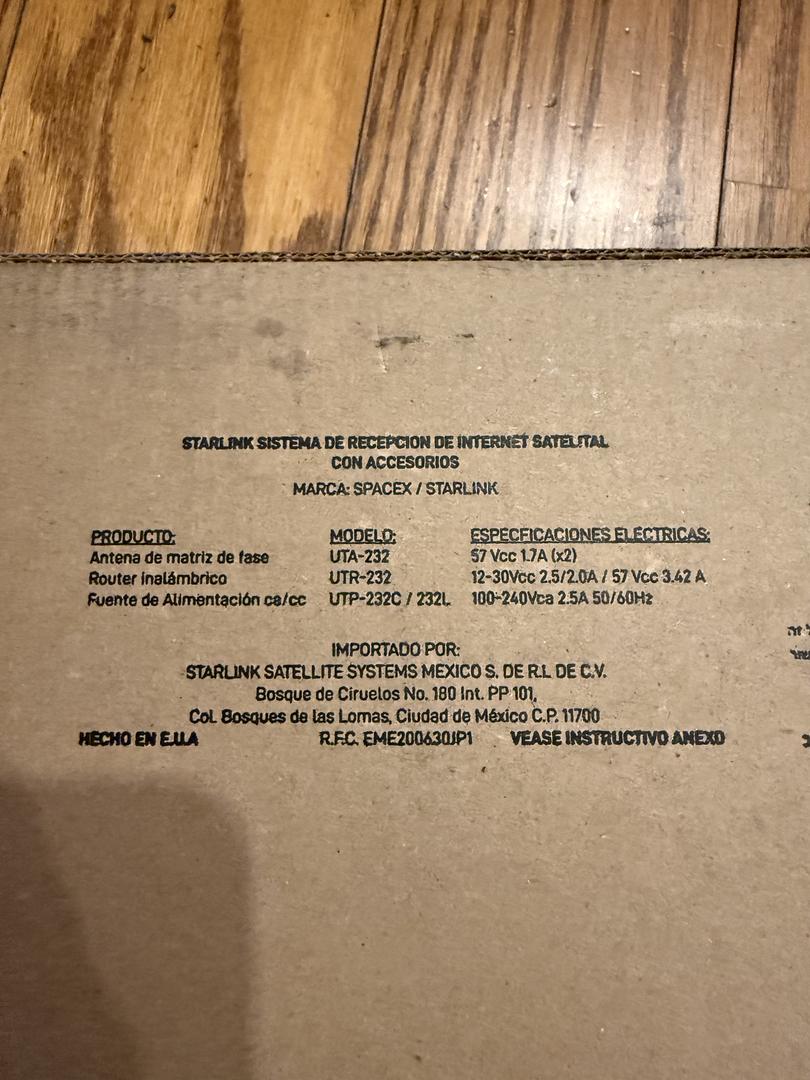 STARLINK SISTEMA DE RECEPCION DE INTERNET SATELITAL
CON ACCESORIOS
MARCA: SPACEX / STARLINK
PRODUCTO: MODELO: ESPECFICACIONES ELÉCTRICAS:
Antena de matriz de fase UTA-232 57 Vcc 1.7A (x2)
Router inalámbrico UTR-232 12-30Vcc 2.5/2.0A / 57 Vcc 3.42 A
Fuente de Alimentación ca/cc UTP-232C / 232L 100-240Vca 2.5A 50/60Hz
IMPORTADO POR:
STARLINK SATELLITE SYSTEMS MEXICO S. DE R.L DE C.V.
Bosque de Ciruelos No. 180 Int. PP 101,
Col. Bosques de las Lomas, Ciudad de México C.P. 11700
HECHO EN E.U.A R.F.C. EME200630JP1 VEASE INSTRUCTIVO ANEXO